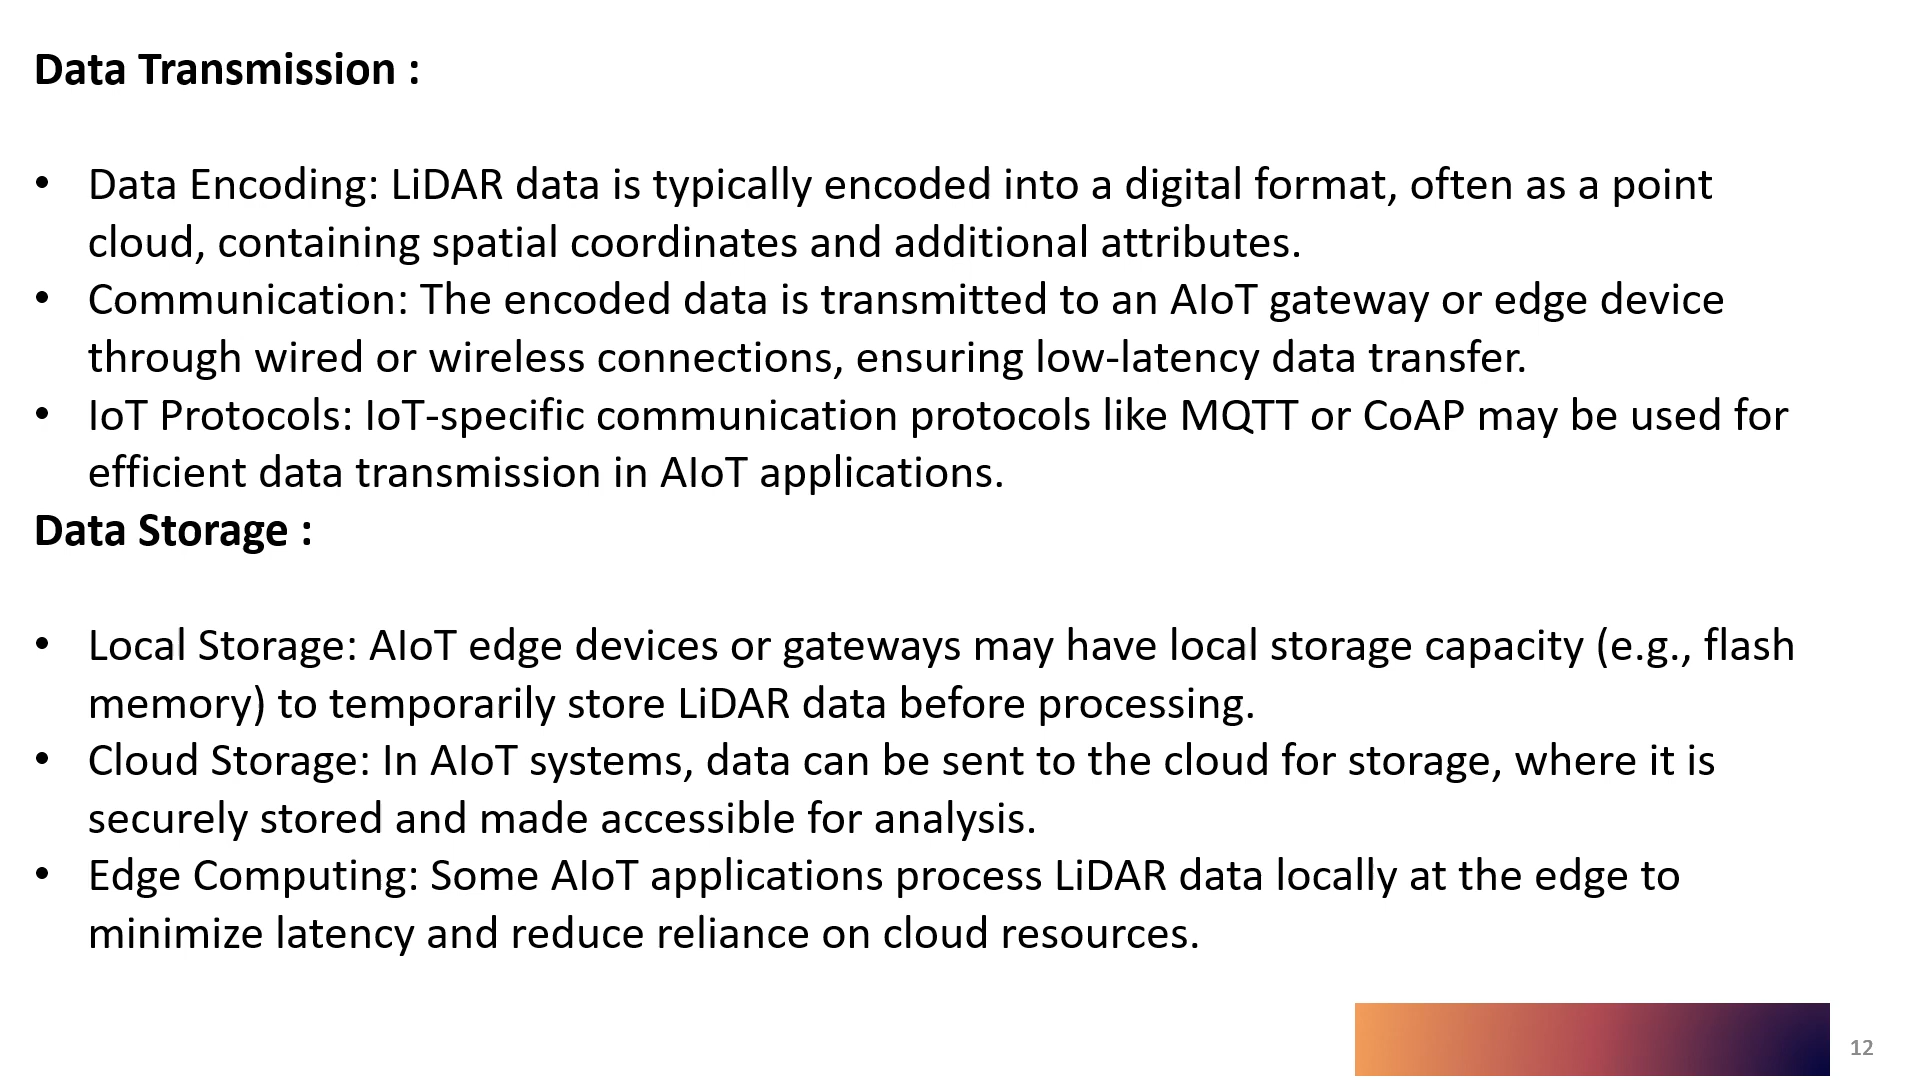 Data Transmission :
• Data Encoding: LiDAR data is typically encoded into a digital format, often as a point
cloud, containing spatial coordinates and additional attributes.
• Communication: The encoded data is transmitted to an AIoT gateway or edge device
through wired or wireless connections, ensuring low-latency data transfer.
• IoT Protocols: IoT-specific communication protocols like MQTT or CoAP may be used for
efficient data transmission in AIoT applications.
Data Storage :
• Local Storage: AIoT edge devices or gateways may have local storage capacity (e.g., flash
memory) to temporarily store LiDAR data before processing.
• Cloud Storage: In AIoT systems, data can be sent to the cloud for storage, where it is
securely stored and made accessible for analysis.
• Edge Computing: Some AIoT applications process LiDAR data locally at the edge to
minimize latency and reduce reliance on cloud resources.
12